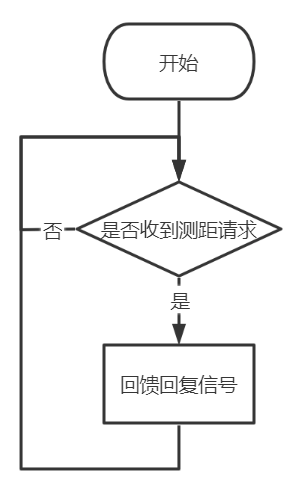 开始
是否收到测距请求
否
是
回馈回复信号